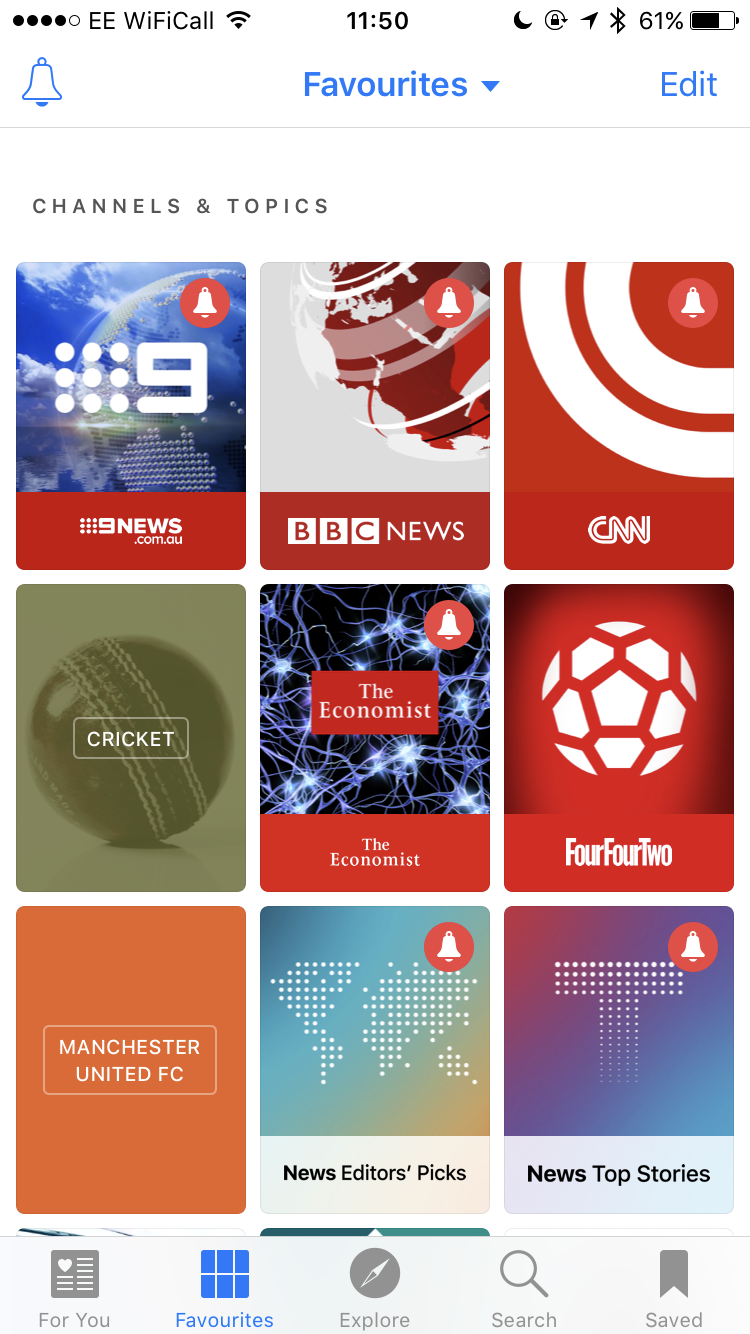 EE WiFiCall 11:50 61%
Favourites Edit
CHANNELS & TOPICS
9
9NEWS
.com.au
BBC NEWS
CNN
CRICKET
The
Economist
The
Economist
FourFourTwo
MANCHESTER
UNITED FC
News Editors’ Picks
T
News Top Stories
For You Favourites Explore Search Saved